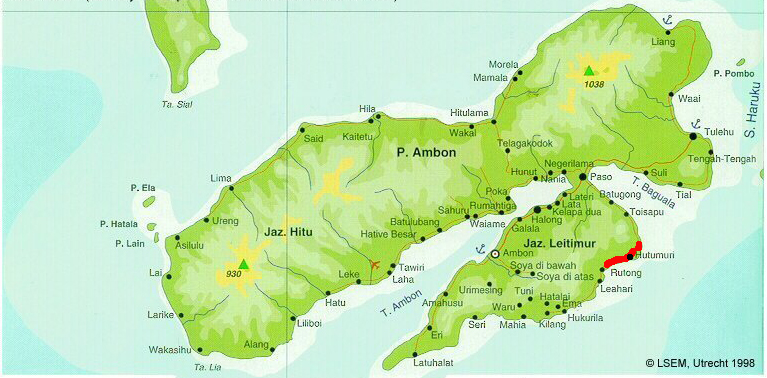 Liang
Morela
Mamala
P. Pombo
1038
Waai
S. Haruku
Ta. Sial
Hila
Hitulama
Kaitetu
Wakal
Said
Tulehu
Telagakodok
P. Ambon
Tengah-Tengah
Negerilama
Hunut
Nania
Paso
Suli
Tial
T. Baguala
Lima
P. Ela
Poka
Rumahtiga
Lateri
Lata
Batugong
Kelapa dua
Toisapu
Sahuru
Waiame
Halong
Galala
Ureng
P. Hatala
P. Lain
Asilulu
Jaz. Hitu
Batulubang
Hative Besar
Jaz. Leitimur
Ambon
Hutumuri
930
Lai
Leke
Tawiri
Laha
Soya di bawah
Soya di atas
Rutong
Leahari
Hatu
T. Ambon
Amahusu
Urimesing
Tuni
Hatalai
Waru
Ema
Larike
Liliboi
Eri
Seri
Mahia
Kilang
Hukurila
Wakasihu
Alang
Latuhalat
Ta. Lia
© LSEM, Utrecht 1998